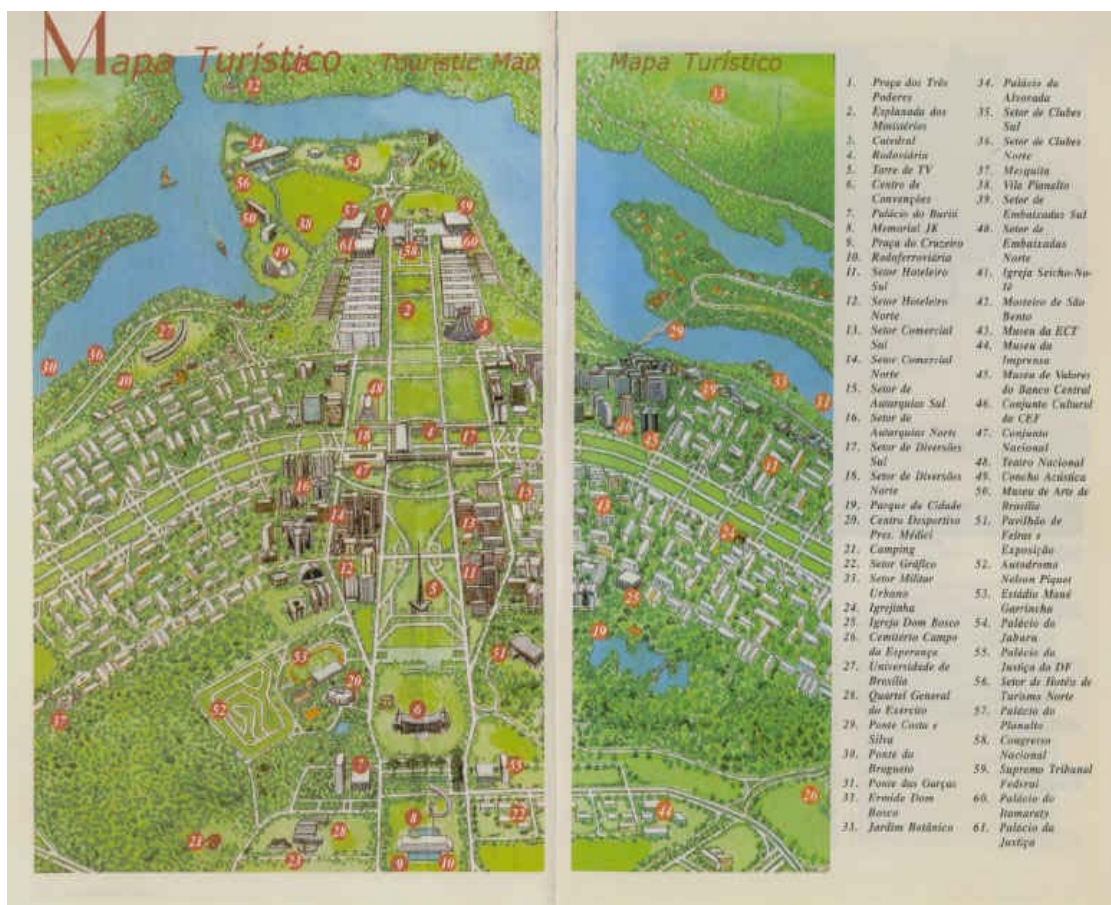 Mapa Turístico. Touristic Map
Mapa Turístico
1. Praça dos Três
Poderes
2. Esplanada dos
Ministérios
3. Catedral
4. Rodoviária
5. Torre de TV
6. Centro de
Convenções
7. Palácio do Buriti
8. Memorial JK
9. Praça do Cruzeiro
10. Rodoferroviária
11. Setor Hoteleiro
Sul
12. Setor Hoteleiro
Norte
13. Setor Comercial
Sul
14. Setor Comercial
Norte
15. Setor de
Autarquias Sul
16. Setor de
Autarquias Norte
17. Setor de Diversões
Sul
18. Setor de Diversões
Norte
19. Parque da Cidade
20. Centro Desportivo
Pres. Médici
21. Camping
22. Setor Gráfico
23. Setor Militar
Urbano
24. Igrejinha
25. Igreja Dom Bosco
26. Cemitério Campo
da Esperança
27. Universidade de
Brasília
28. Quartel General
do Exército
29. Ponte Costa e
Silva
30. Ponte do
Bragueto
31. Ponte das Garças
32. Ermida Dom
Bosco
33. Jardim Botânico
34. Palácio da
Alvorada
35. Setor de Clubes
Sul
36. Setor de Clubes
Norte
37. Mesquita
38. Vila Planalto
39. Setor de
Embaixadas Sul
40. Setor de
Embaixadas
Norte
41. Igreja Seicho-No-
Iê
42. Mosteiro de São
Bento
43. Museu da ECT
44. Museu da
Imprensa
45. Museu de Valores
do Banco Central
46. Conjunto Cultural
da CEF
47. Conjunto
Nacional
48. Teatro Nacional
49. Concha Acústica
50. Museu de Arte de
Brasília
51. Pavilhão de
Feiras e
Exposição
52. Autódromo
Nelson Piquet
53. Estádio Mané
Garrincha
54. Palácio do
Jaburu
55. Palácio da
Justiça do DF
56. Setor de Hotéis de
Turismo Norte
57. Palácio do
Planalto
58. Congresso
Nacional
59. Supremo Tribunal
Federal
60. Palácio do
Itamaraty
61. Palácio da
Justiça